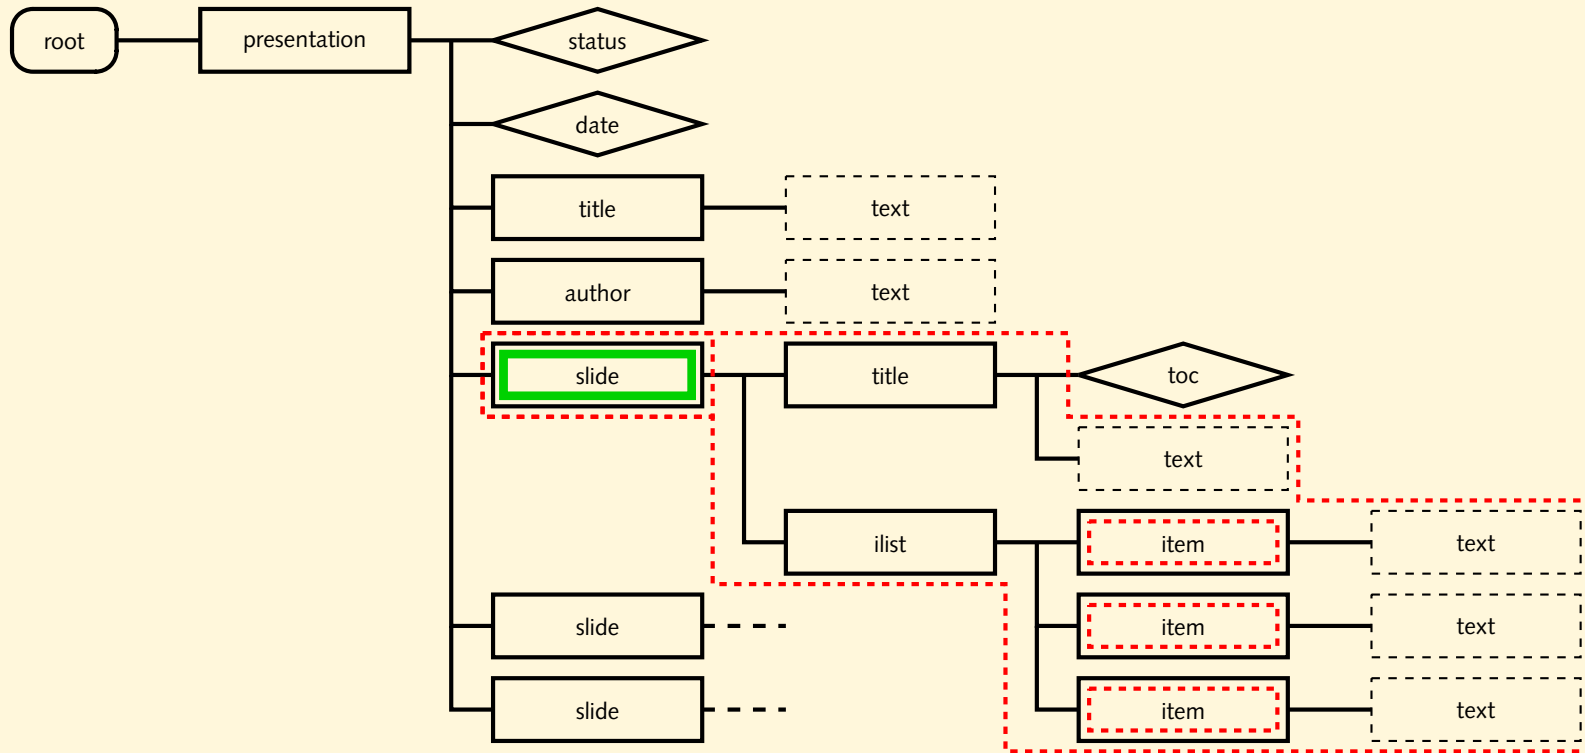 root
presentation
status
date
title
text
author
text
slide
title
toc
text
ilist
item
text
slide
item
text
slide
item
text